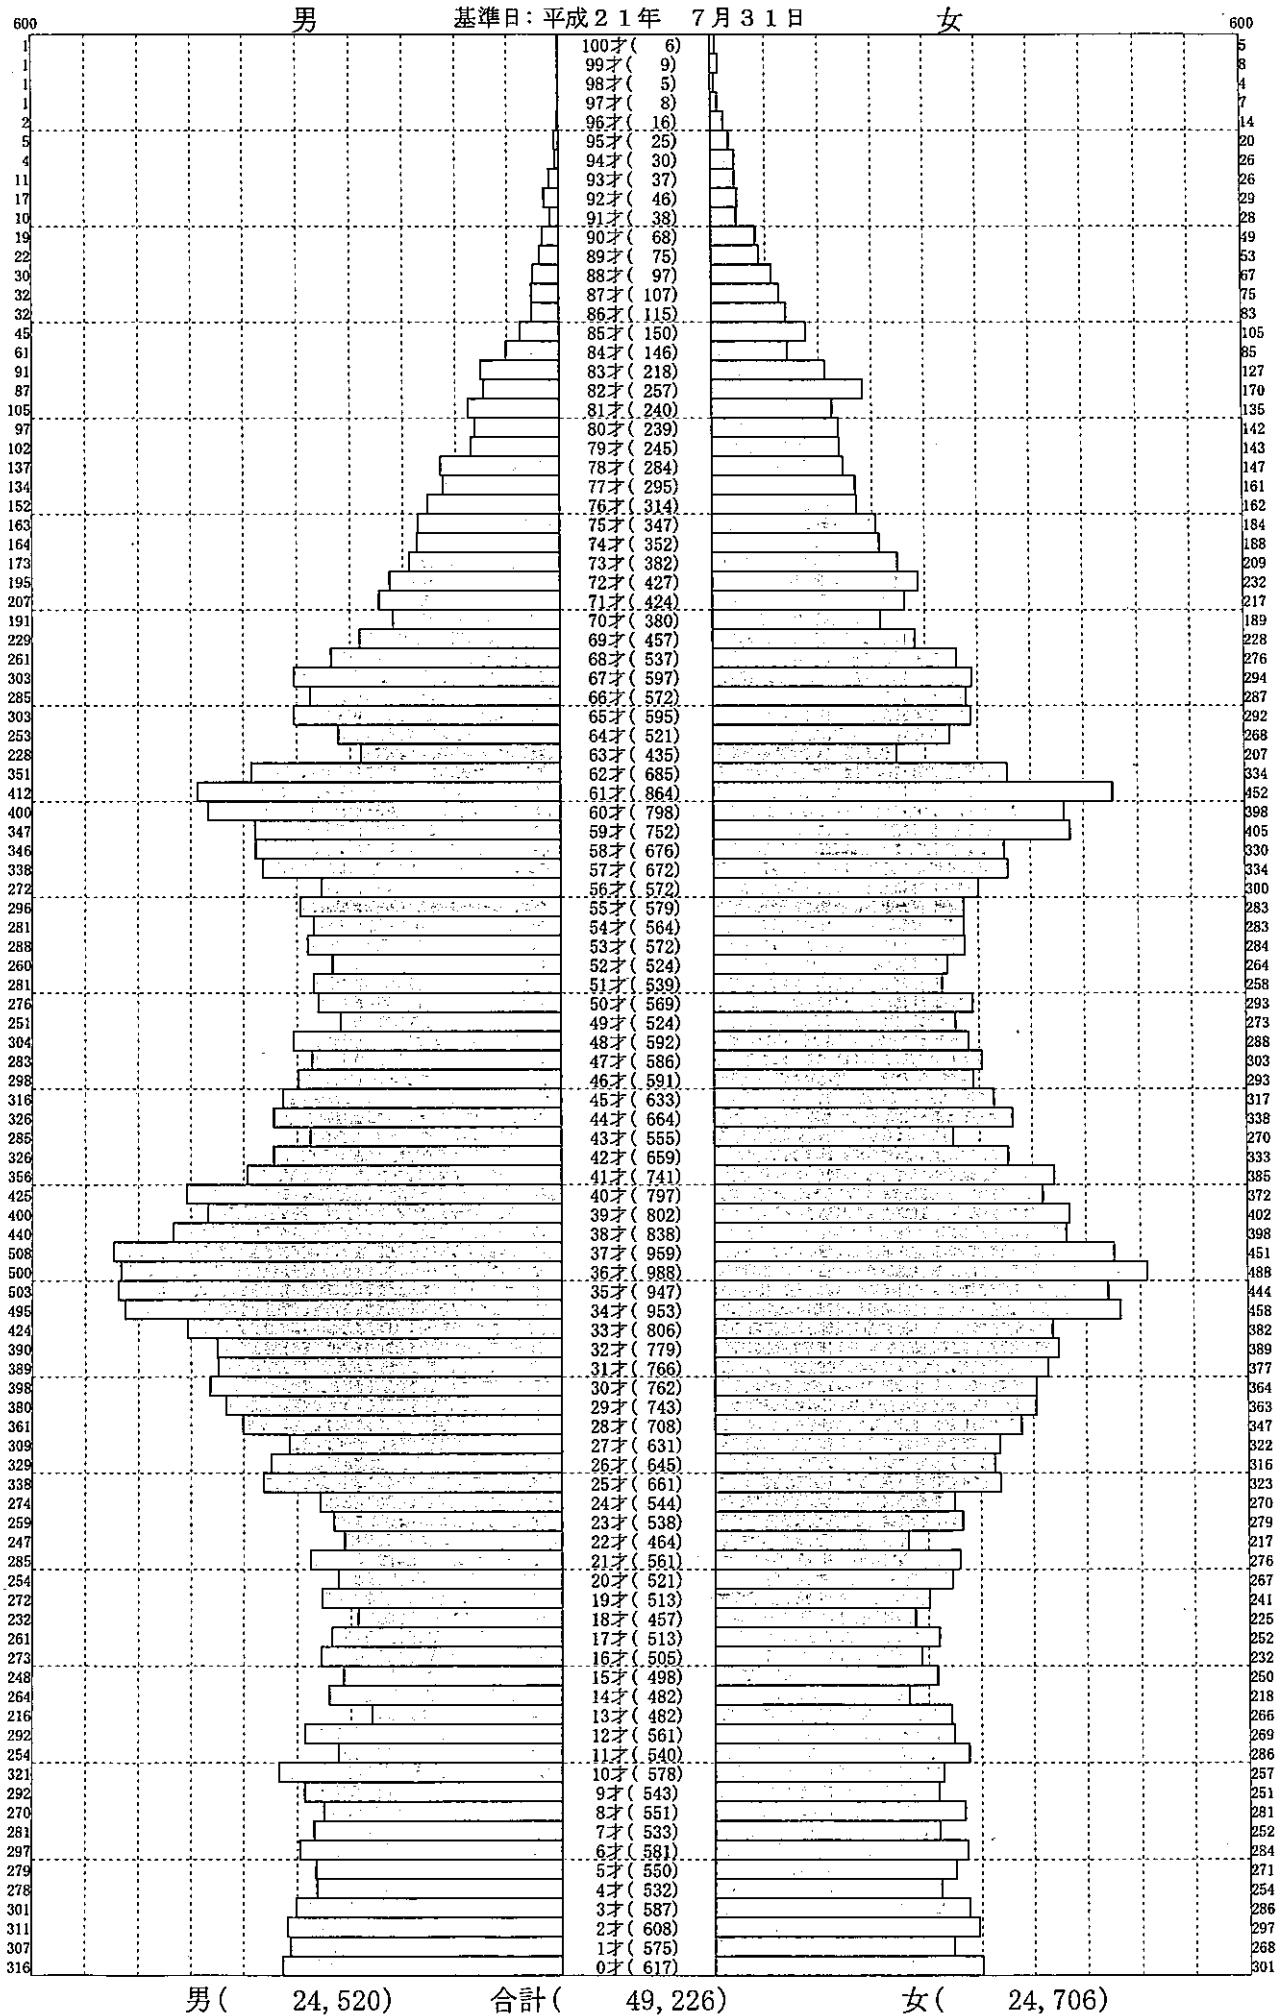 男 基準日：平成２１年 ７月３１日 女
600 600
1 100才( 6) 5
1 99才( 9) 8
1 98才( 5) 4
1 97才( 8) 7
2 96才( 16) 14
5 95才( 25) 20
4 94才( 30) 26
11 93才( 37) 26
17 92才( 46) 29
10 91才( 38) 28
19 90才( 68) 49
22 89才( 75) 53
30 88才( 97) 67
32 87才( 107) 75
32 86才( 115) 83
45 85才( 150) 105
61 84才( 146) 85
91 83才( 218) 127
87 82才( 257) 170
105 81才( 240) 135
97 80才( 239) 142
102 79才( 245) 143
137 78才( 284) 147
134 77才( 295) 161
152 76才( 314) 162
163 75才( 347) 184
164 74才( 352) 188
173 73才( 382) 209
195 72才( 427) 232
207 71才( 424) 217
191 70才( 380) 189
229 69才( 457) 228
261 68才( 537) 276
303 67才( 597) 294
285 66才( 572) 287
303 65才( 595) 292
253 64才( 521) 268
228 63才( 435) 207
351 62才( 685) 334
412 61才( 864) 452
400 60才( 798) 398
347 59才( 752) 405
346 58才( 676) 330
338 57才( 672) 334
272 56才( 572) 300
296 55才( 579) 283
281 54才( 564) 283
288 53才( 572) 284
260 52才( 524) 264
281 51才( 539) 258
276 50才( 569) 293
251 49才( 524) 273
304 48才( 592) 288
283 47才( 586) 303
298 46才( 591) 293
316 45才( 633) 317
326 44才( 664) 338
285 43才( 555) 270
326 42才( 659) 333
356 41才( 741) 385
425 40才( 797) 372
400 39才( 802) 402
440 38才( 838) 398
508 37才( 959) 451
500 36才( 988) 488
503 35才( 947) 444
495 34才( 953) 458
424 33才( 806) 382
390 32才( 779) 389
389 31才( 766) 377
398 30才( 762) 364
380 29才( 743) 363
361 28才( 708) 347
309 27才( 631) 322
329 26才( 645) 316
338 25才( 661) 323
274 24才( 544) 270
259 23才( 538) 279
247 22才( 464) 217
285 21才( 561) 276
254 20才( 521) 267
272 19才( 513) 241
232 18才( 457) 225
261 17才( 513) 252
273 16才( 505) 232
248 15才( 498) 250
264 14才( 482) 218
216 13才( 482) 266
292 12才( 561) 269
254 11才( 540) 286
321 10才( 578) 257
292 9才( 543) 251
270 8才( 551) 281
281 7才( 533) 252
297 6才( 581) 284
279 5才( 550) 271
278 4才( 532) 254
301 3才( 587) 286
311 2才( 608) 297
307 1才( 575) 268
316 0才( 617) 301
男( 24,520) 合計( 49,226) 女( 24,706)